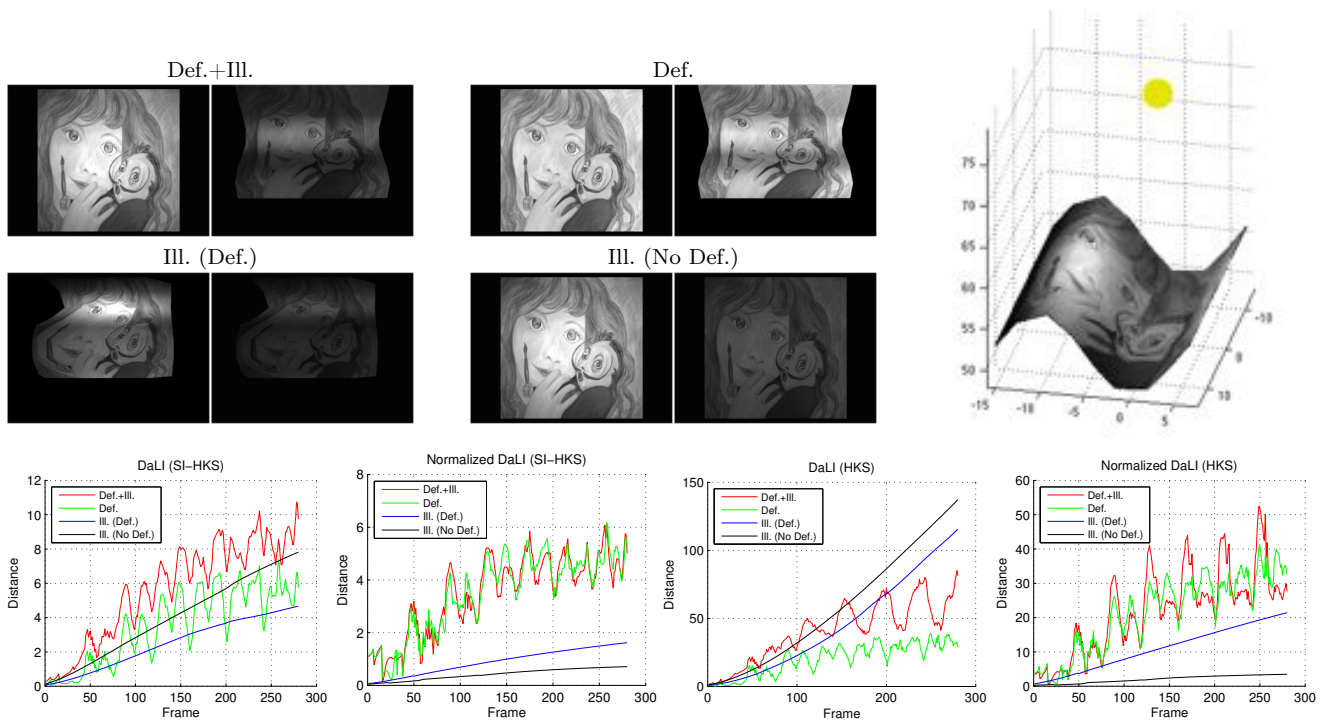 Def.+Ill.
Def.
Ill. (Def.)
Ill. (No Def.)
75
70
65
60
55
50
-15
-10
-5
0
5
10
0
-10
DaLI (SI-HKS)
Distance
12
10
8
6
4
2
0
0 50 100 150 200 250 300
Frame
Def.+Ill.
Def.
Ill. (Def.)
Ill. (No Def.)
Normalized DaLI (SI-HKS)
Distance
8
6
4
2
0
0 50 100 150 200 250 300
Frame
Def.+Ill.
Def.
Ill. (Def.)
Ill. (No Def.)
DaLI (HKS)
Distance
150
100
50
0
0 100 200 300
Frame
Def.+Ill.
Def.
Ill. (Def.)
Ill. (No Def.)
Normalized DaLI (HKS)
Distance
60
50
40
30
20
10
0
0 50 100 150 200 250 300
Frame
Def.+Ill.
Def.
Ill. (Def.)
Ill. (No Def.)